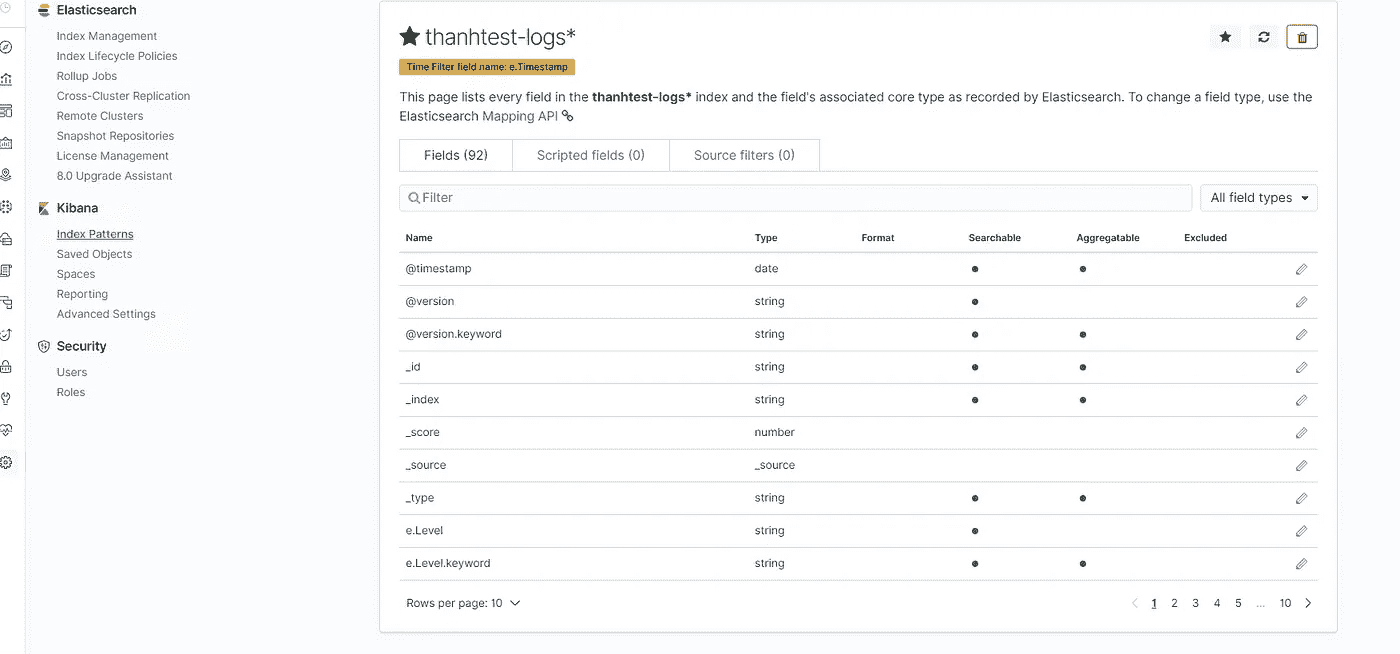 Elasticsearch
Index Management
Index Lifecycle Policies
Rollup Jobs
Cross-Cluster Replication
Remote Clusters
Snapshot Repositories
License Management
8.0 Upgrade Assistant
Kibana
Index Patterns
Saved Objects
Spaces
Reporting
Advanced Settings
Security
Users
Roles
thanhtest-logs*
Time Filter field name: e.Timestamp
This page lists every field in the thanhtest-logs* index and the field's associated core type as recorded by Elasticsearch. To change a field type, use the
Elasticsearch Mapping API
Fields (92) Scripted fields (0) Source filters (0)
Filter All field types
Name Type Format Searchable Aggregatable Excluded
@timestamp date
@version string
@version.keyword string
_id string
_index string
_score number
_source _source
_type string
e.Level string
e.Level.keyword string
Rows per page: 10 1 2 3 4 5 ... 10